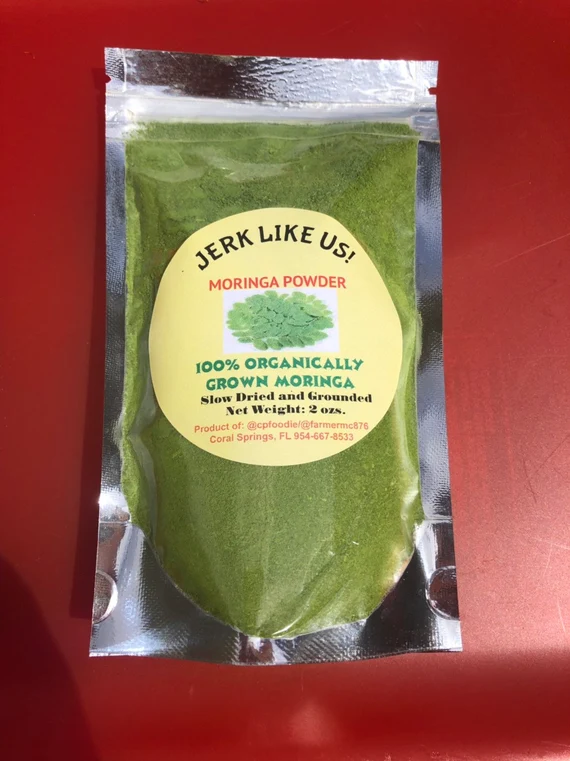 JERK LIKE US!
MORINGA POWDER
100% ORGANICALLY
GROWN MORINGA
Slow Dried and Grounded
Net Weight: 2 ozs.
Product of: @cpfoodie/@farmermc876
Coral Springs, FL 954-667-8533